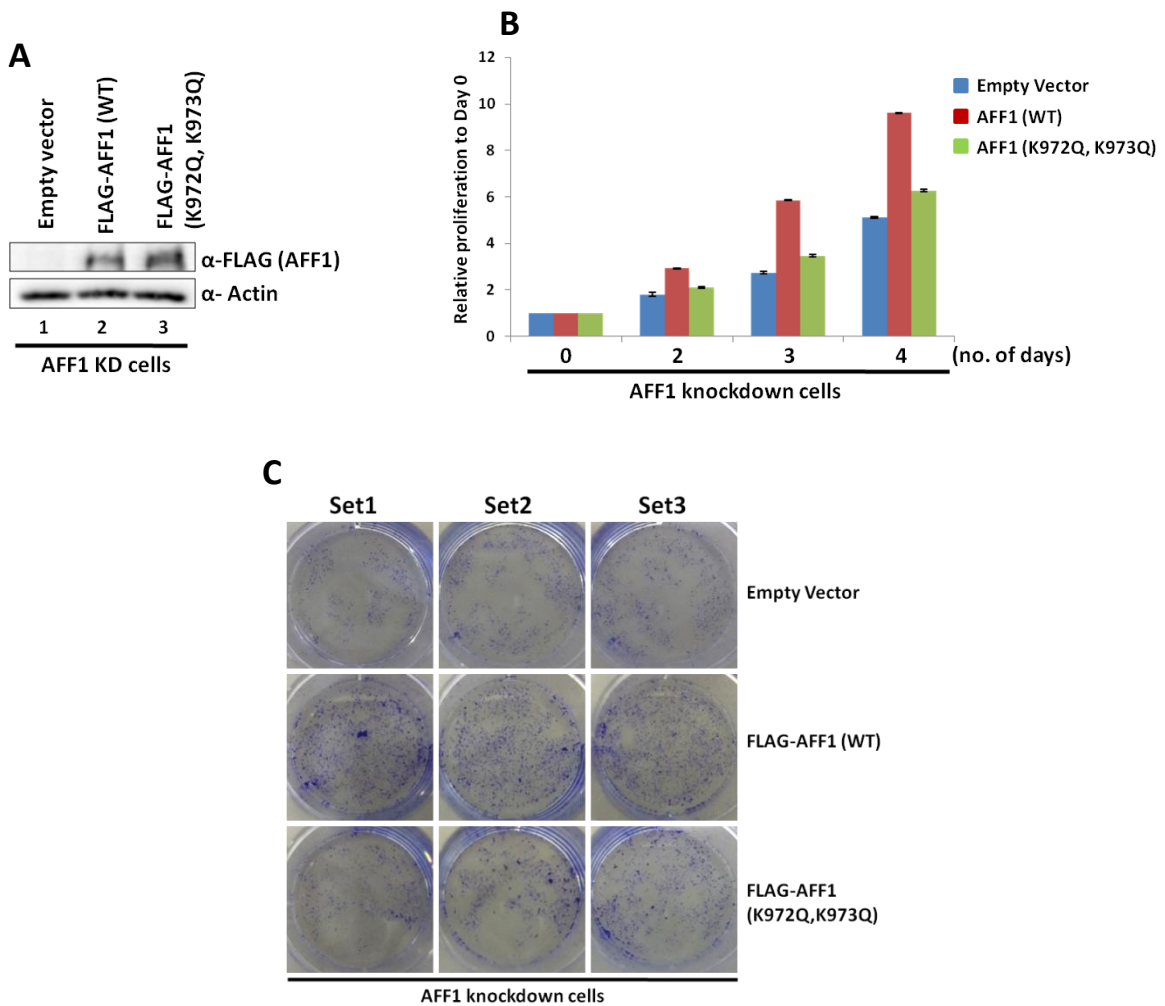 A
Empty vector
FLAG-AFF1 (WT)
FLAG-AFF1
(K972Q, K973Q)
α-FLAG (AFF1)
α- Actin
1 2 3
AFF1 KD cells
B
Relative proliferation to Day 0
12
10
8
6
4
2
0
0 2 3 4 (no. of days)
AFF1 knockdown cells
Empty Vector
AFF1 (WT)
AFF1 (K972Q, K973Q)
C
Set1 Set2 Set3
Empty Vector
FLAG-AFF1 (WT)
FLAG-AFF1
(K972Q,K973Q)
AFF1 knockdown cells